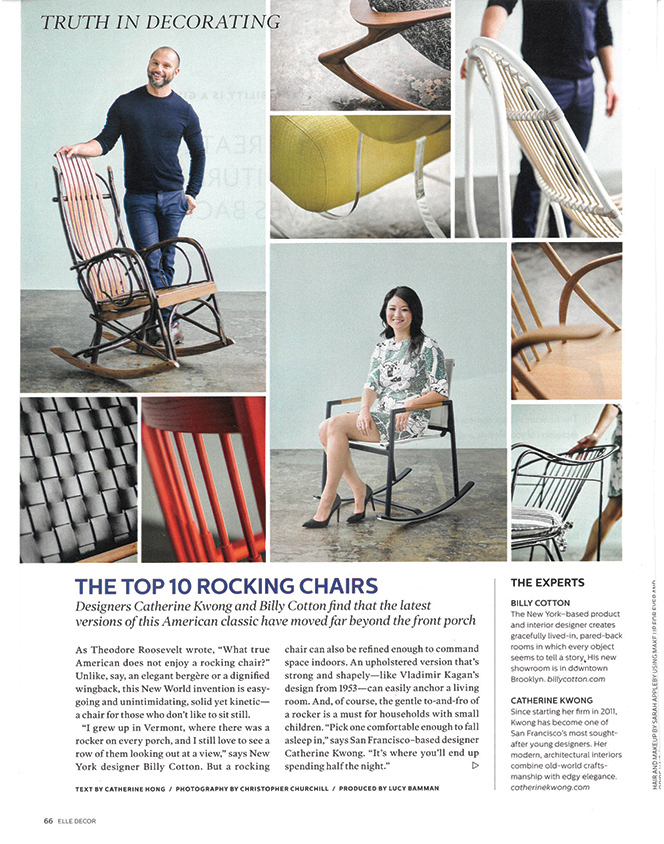 TRUTH IN DECORATING
THE TOP 10 ROCKING CHAIRS
Designers Catherine Kwong and Billy Cotton find that the latest
versions of this American classic have moved far beyond the front porch
As Theodore Roosevelt wrote, “What true
American does not enjoy a rocking chair?”
Unlike, say, an elegant bergère or a dignified
wingback, this New World invention is easy-
going and unintimidating, solid yet kinetic—
a chair for those who don’t like to sit still.
“I grew up in Vermont, where there was a
rocker on every porch, and I still love to see a
row of them looking out at a view,” says New
York designer Billy Cotton. But a rocking
chair can also be refined enough to command
space indoors. An upholstered version that’s
strong and shapely—like Vladimir Kagan’s
design from 1953—can easily anchor a living
room. And, of course, the gentle to-and-fro of
a rocker is a must for households with small
children. “Pick one comfortable enough to fall
asleep in,” says San Francisco–based designer
Catherine Kwong. “It’s where you’ll end up
spending half the night.”
TEXT BY CATHERINE HONG / PHOTOGRAPHY BY CHRISTOPHER CHURCHILL / PRODUCED BY LUCY BAMMAN
THE EXPERTS
BILLY COTTON
The New York–based product
and interior designer creates
gracefully lived-in, pared-back
rooms in which every object
seems to tell a story. His new
showroom is in downtown
Brooklyn. billycotton.com
CATHERINE KWONG
Since starting her firm in 2011,
Kwong has become one of
San Francisco’s most sought-
after young designers. Her
modern, architectural interiors
combine old-world crafts-
manship with edgy elegance.
catherinekwong.com
HAIR AND MAKEUP BY SARAH APPLEBY USING MAKE UP FOR EVER AND
66 ELLE DECOR